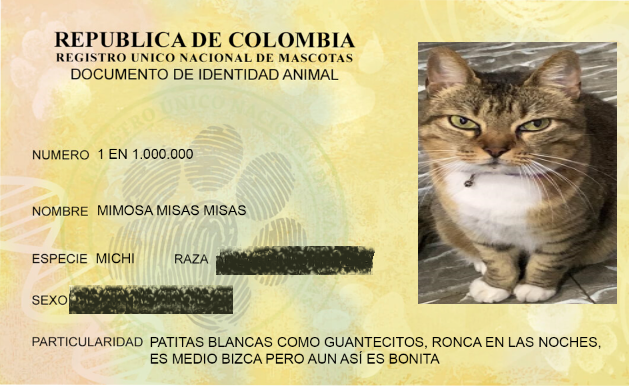 REPUBLICA DE COLOMBIA
REGISTRO UNICO NACIONAL DE MASCOTAS
DOCUMENTO DE IDENTIDAD ANIMAL
NUMERO 1 EN 1.000.000
NOMBRE MIMOSA MISAS MISAS
ESPECIE MICHI RAZA
SEXO
PARTICULARIDAD PATITAS BLANCAS COMO GUANTECITOS, RONCA EN LAS NOCHES,
ES MEDIO BIZCA PERO AUN ASÍ ES BONITA